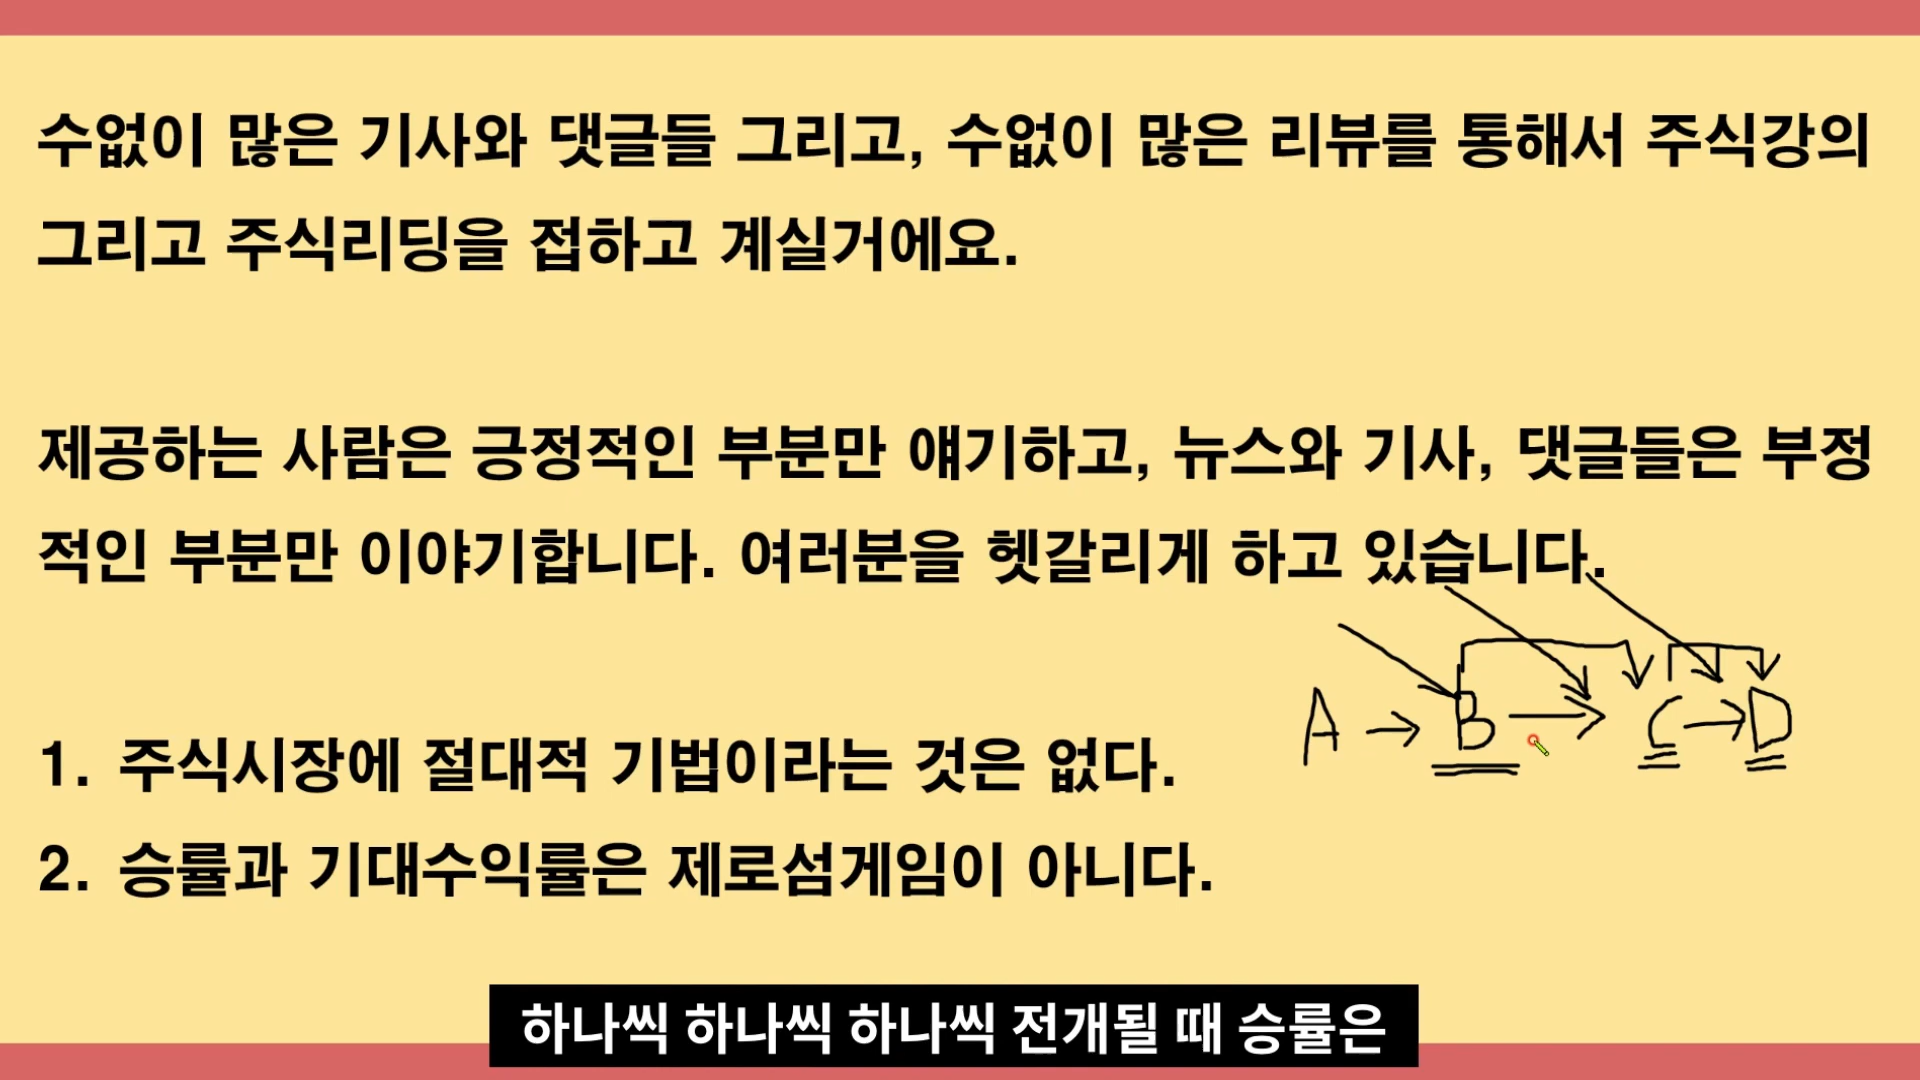 수없이 많은 기사와 댓글들 그리고, 수없이 많은 리뷰를 통해서 주식강의
그리고 주식리딩을 접하고 계실거에요.
제공하는 사람은 긍정적인 부분만 얘기하고, 뉴스와 기사, 댓글들은 부정
적인 부분만 이야기합니다. 여러분을 헷갈리게 하고 있습니다.
A → B → C → D
1. 주식시장에 절대적 기법이라는 것은 없다.
2. 승률과 기대수익률은 제로섬게임이 아니다.
하나씩 하나씩 하나씩 전개될 때 승률은